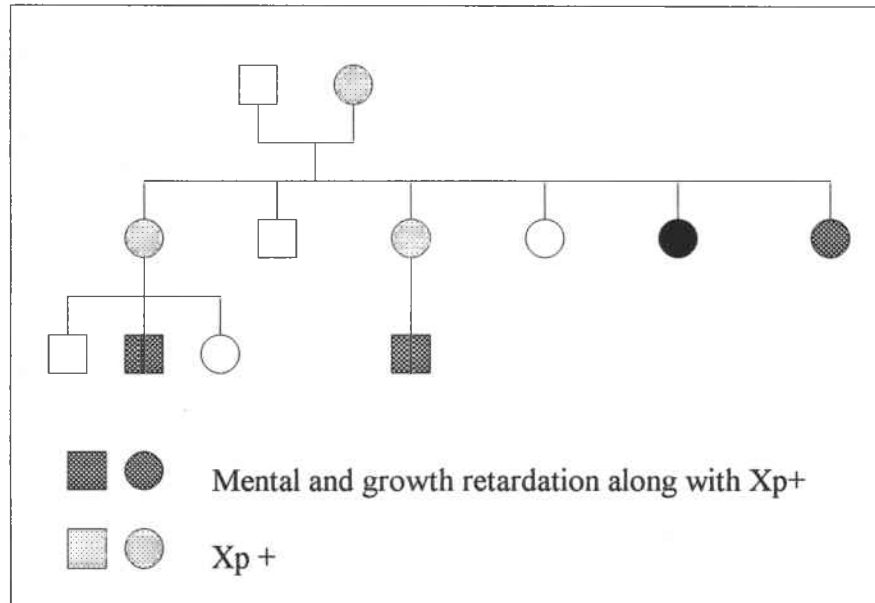 Mental and growth retardation along with Xp+
Xp +